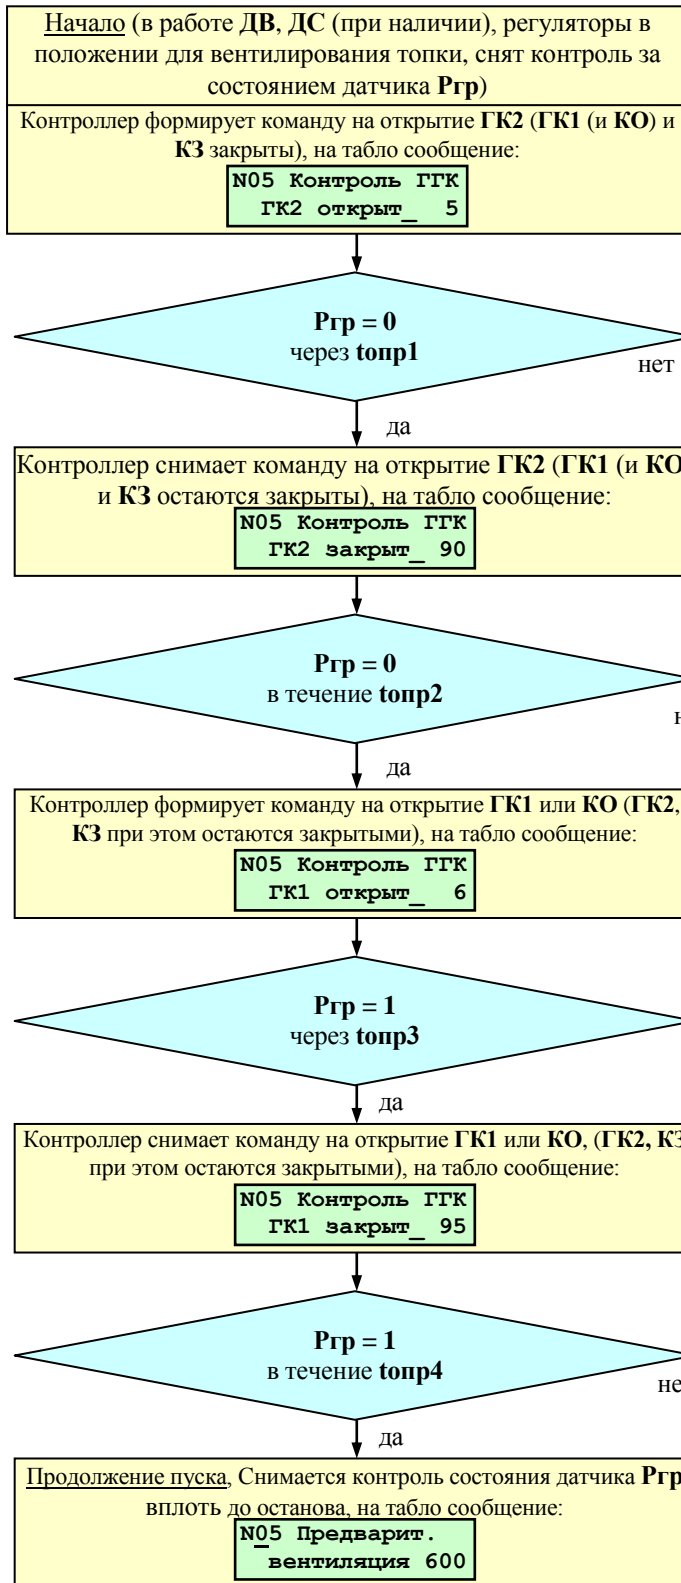 Начало (в работе ДВ, ДС (при наличии), регуляторы в
положении для вентилирования топки, снят контроль за
состоянием датчика Ргр)
Контроллер формирует команду на открытие ГК2 (ГК1 (и КО) и
КЗ закрыты), на табло сообщение:
N05 Контроль ГГК
ГК2 открыт_ 5
Ргр = 0
через tопр1
нет
да
Контроллер снимает команду на открытие ГК2 (ГК1 (и КО
и КЗ остаются закрыты), на табло сообщение:
N05 Контроль ГГК
ГК2 закрыт_ 90
Ргр = 0
в течение tопр2
н
да
Контроллер формирует команду на открытие ГК1 или КО (ГК2,
КЗ при этом остаются закрытыми), на табло сообщение:
N05 Контроль ГГК
ГК1 открыт_ 6
Ргр = 1
через tопр3
да
Контроллер снимает команду на открытие ГК1 или КО, (ГК2, КЗ
при этом остаются закрытыми), на табло сообщение:
N05 Контроль ГГК
ГК1 закрыт_ 95
Ргр = 1
в течение tопр4
не
да
Продолжение пуска, Снимается контроль состояния датчика Ргр
вплоть до останова, на табло сообщение:
N05 Предварит.
вентиляция 600